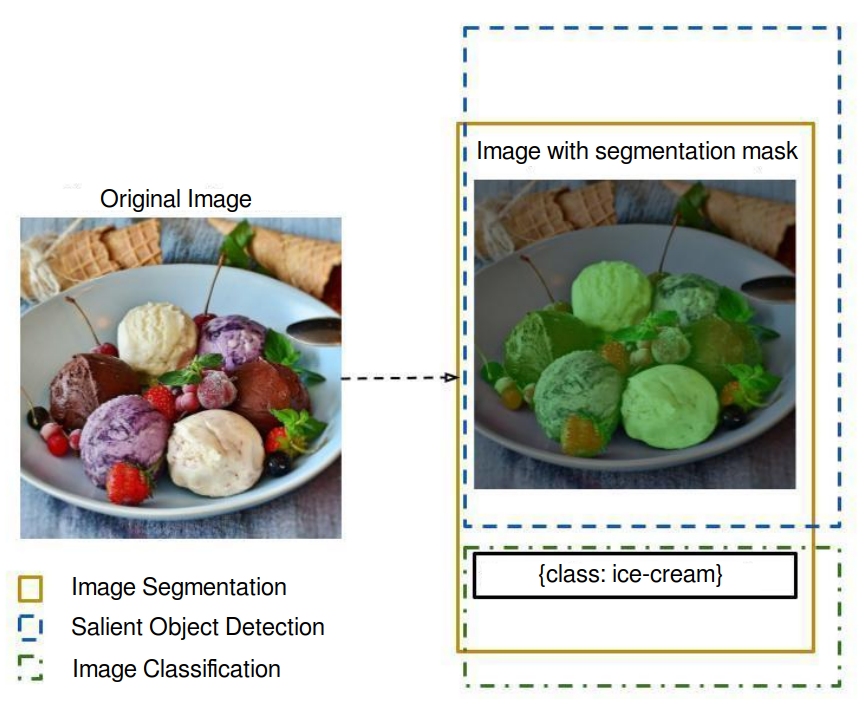 Image with segmentation mask
Original Image
{class: ice-cream}
Image Segmentation
Salient Object Detection
Image Classification